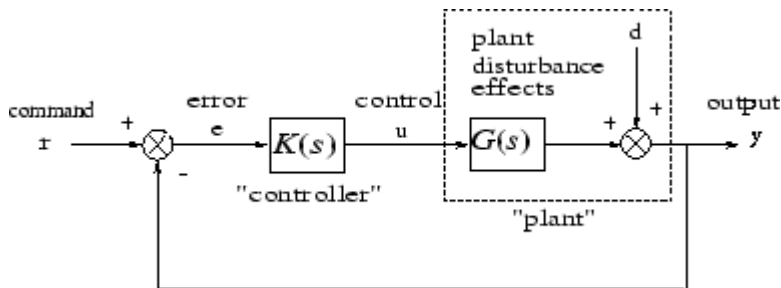 plant
disturbance
effects
d
command
r
+
-
error
e
K(s)
"controller"
control
u
G(s)
+
+
"plant"
output
y